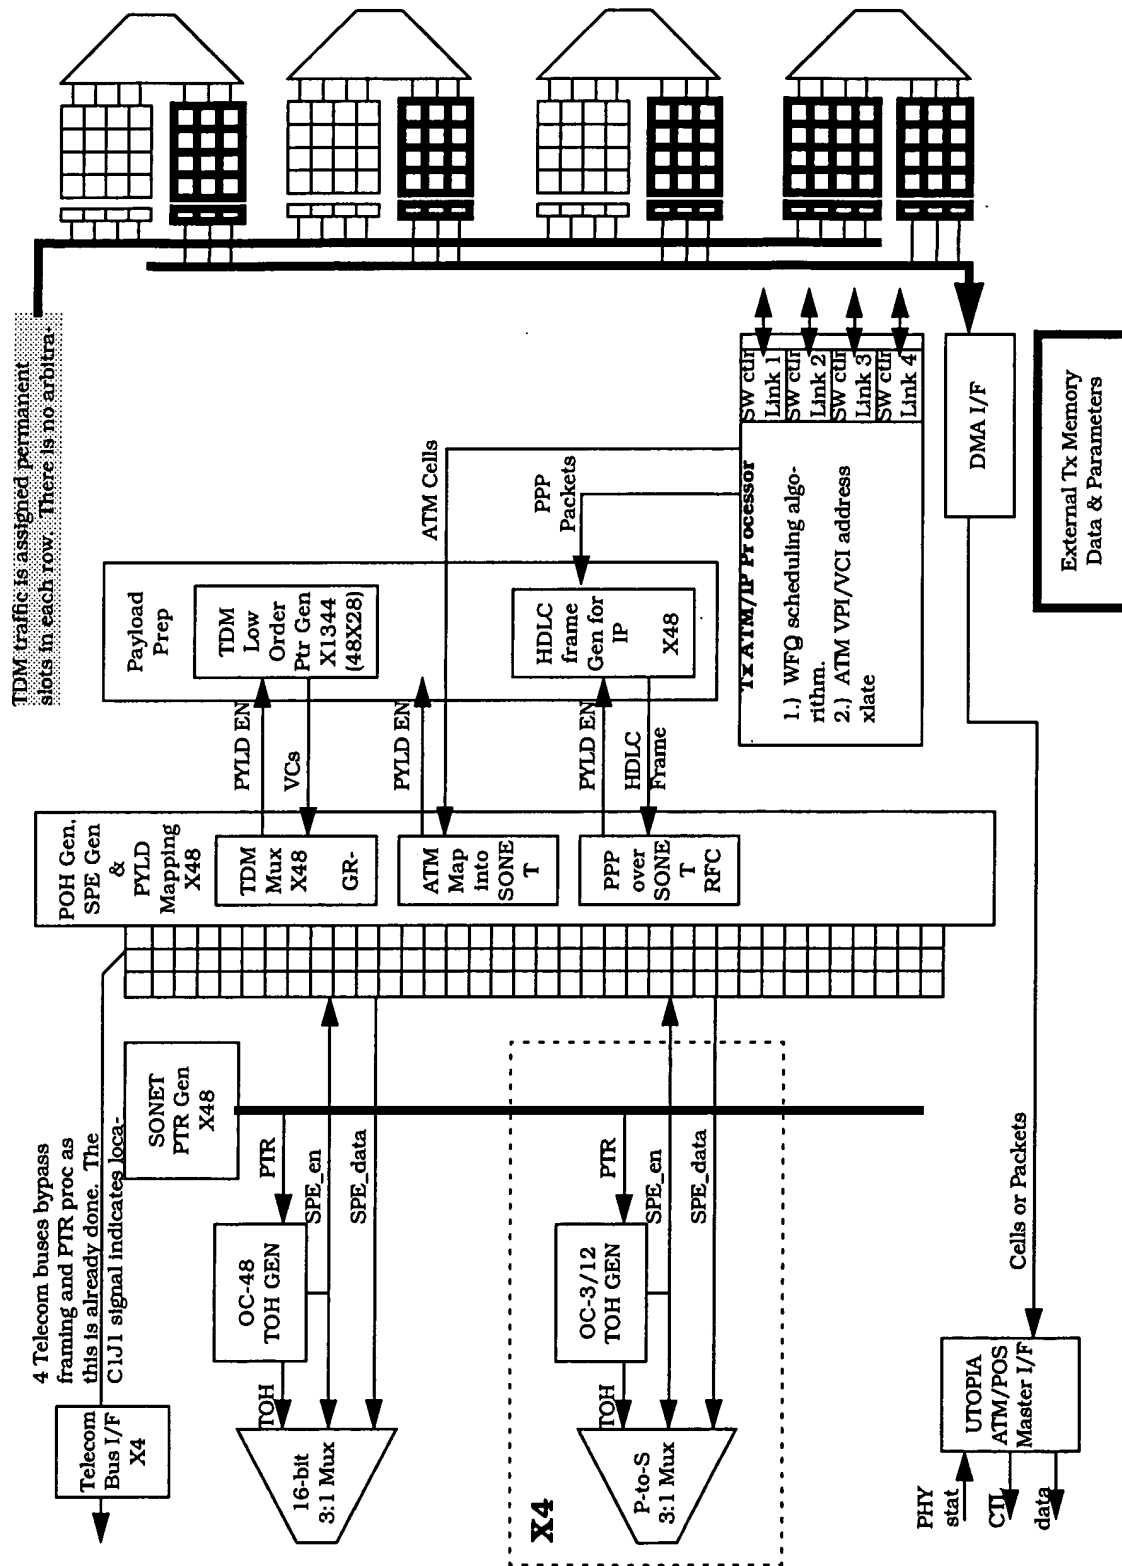 TDM traffic is assigned permanent
slots in each row.  There is no arbitra-
4 Telecom buses bypass
framing and PTR proc as
this is already done.  The
C1J1 signal indicates loca-
Telecom
Bus I/F
X4
SONET
PTR Gen
X48
16-bit
3:1 Mux
TOH
OC-48
TOH GEN
PTR
SPE_en
SPE_data
X4
P-to-S
3:1 Mux
TOH
OC-3/12
TOH GEN
PTR
SPE_en
SPE_data
POH Gen,
SPE Gen
&
PYLD
Mapping
X48
TDM
Mux
X48
GR-
ATM
Map
into
SONE
T
PPP
over
SONE
T
RFC
PYLD EN
VCs
PYLD EN
PYLD EN
HDLC
Frame
Payload
Prep
TDM
Low
Order
Ptr Gen
X1344
(48X28)
HDLC
frame
Gen for
IP
X48
ATM Cells
PPP
Packets
Tx ATM/IP Processor
1.)  WFQ scheduling algo-
rithm.
2.)  ATM VPI/VCI address
xlate
SW ctlr
Link 1
SW ctlr
Link 2
SW ctlr
Link 3
SW ctlr
Link 4
DMA I/F
External Tx Memory
Data & Parameters
Cells or Packets
UTOPIA
ATM/POS
Master I/F
PHY
stat
CTL
data